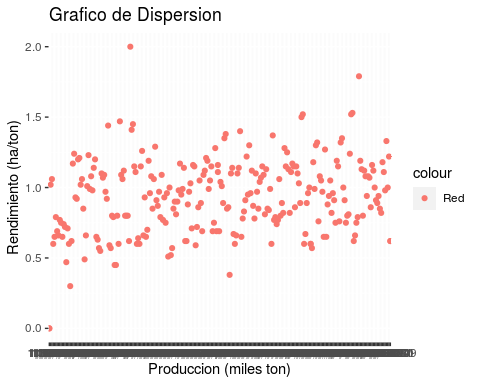 Grafico de Dispersion
2.0
1.5
1.0
0.5
0.0
Rendimiento (ha/ton)
Produccion (miles ton)
colour
Red